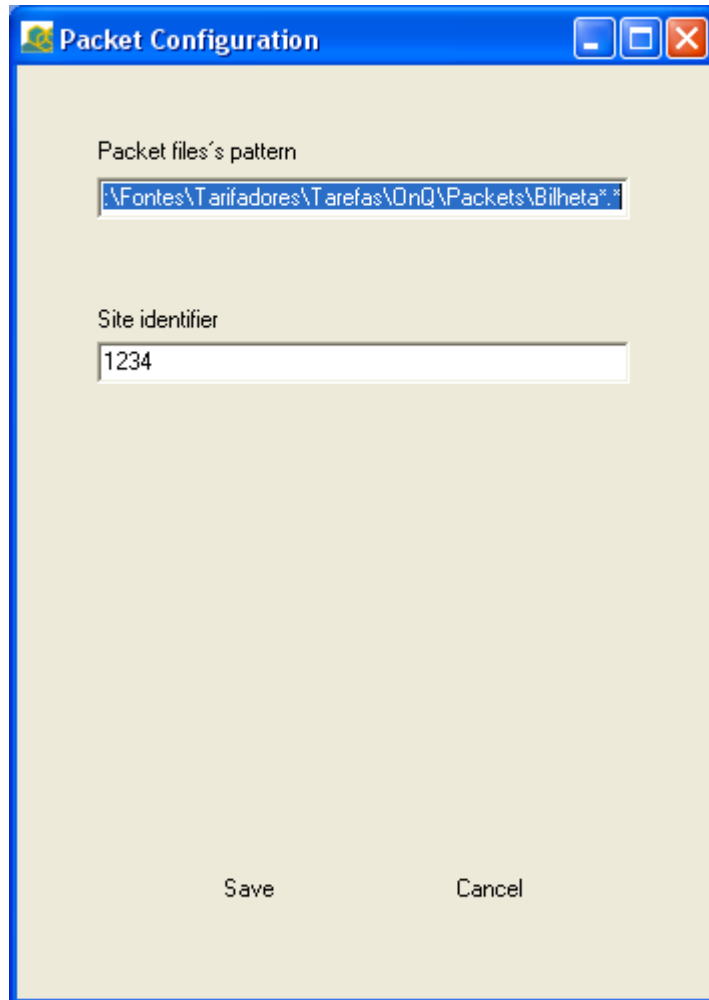 Packet Configuration
Packet files´s pattern
:\Fontes\Tarifadores\Tarefas\OnQ\Packets\Bilheta*.*
Site identifier
1234
Save Cancel